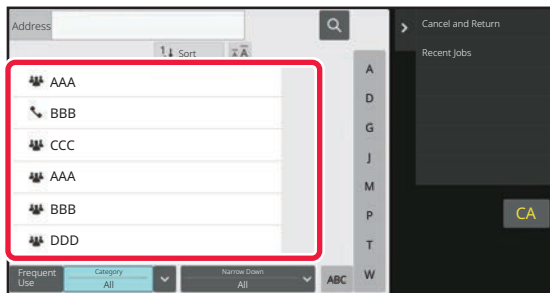 Address
Cancel and Return
1 Sort
A
Recent Jobs
AAA
A
BBB
D
CCC
G
AAA
J
BBB
M
DDD
P
CA
T
W
Frequent Use
Category
All
Narrow Down
All
ABC